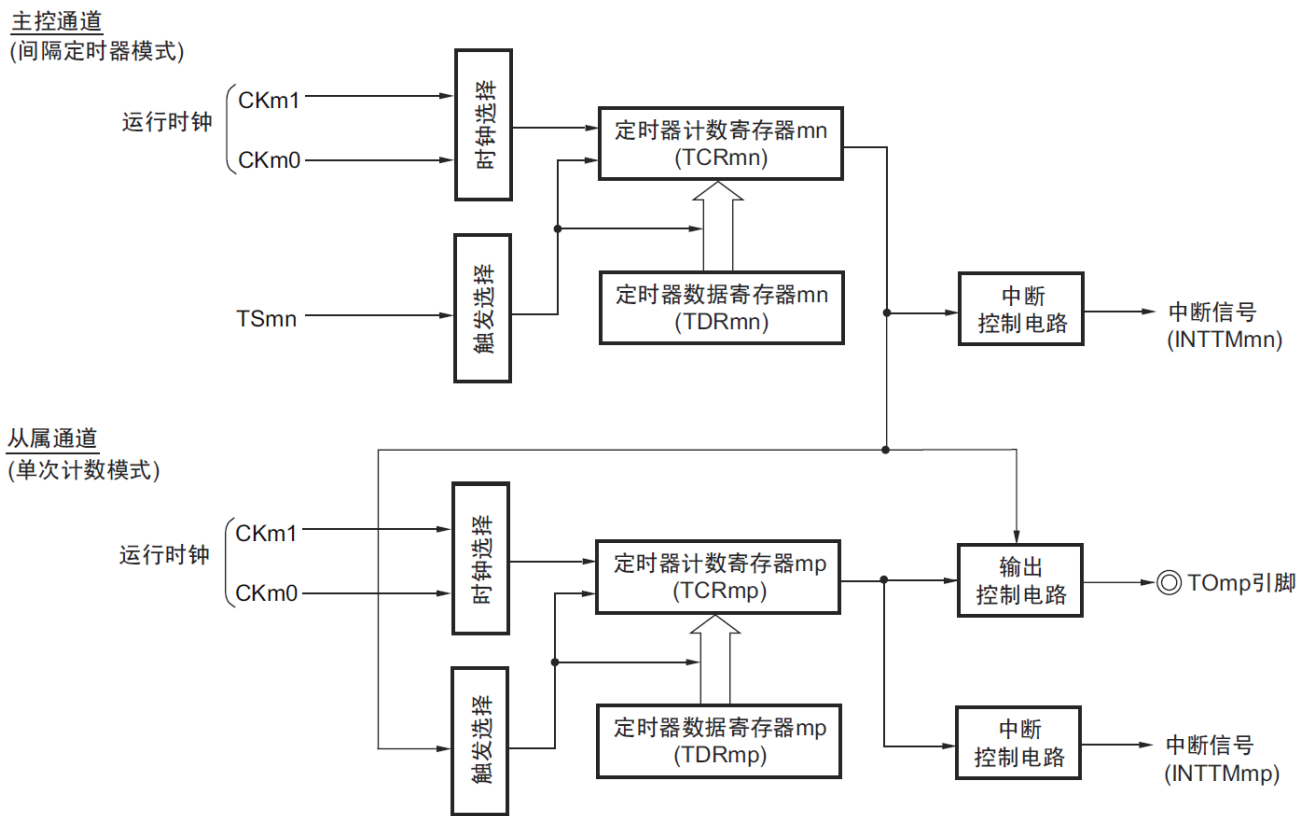 主控通道
(间隔定时器模式)
运行时钟
CKm1
CKm0
时钟选择
定时器计数寄存器mn
(TCRmn)
TSmn
触发选择
定时器数据寄存器mn
(TDRmn)
中断
控制电路
中断信号
(INTTMmn)
从属通道
(单次计数模式)
运行时钟
CKm1
CKm0
时钟选择
定时器计数寄存器mp
(TCRmp)
输出
控制电路
TOmp引脚
触发选择
定时器数据寄存器mp
(TDRmp)
中断
控制电路
中断信号
(INTTMmp)